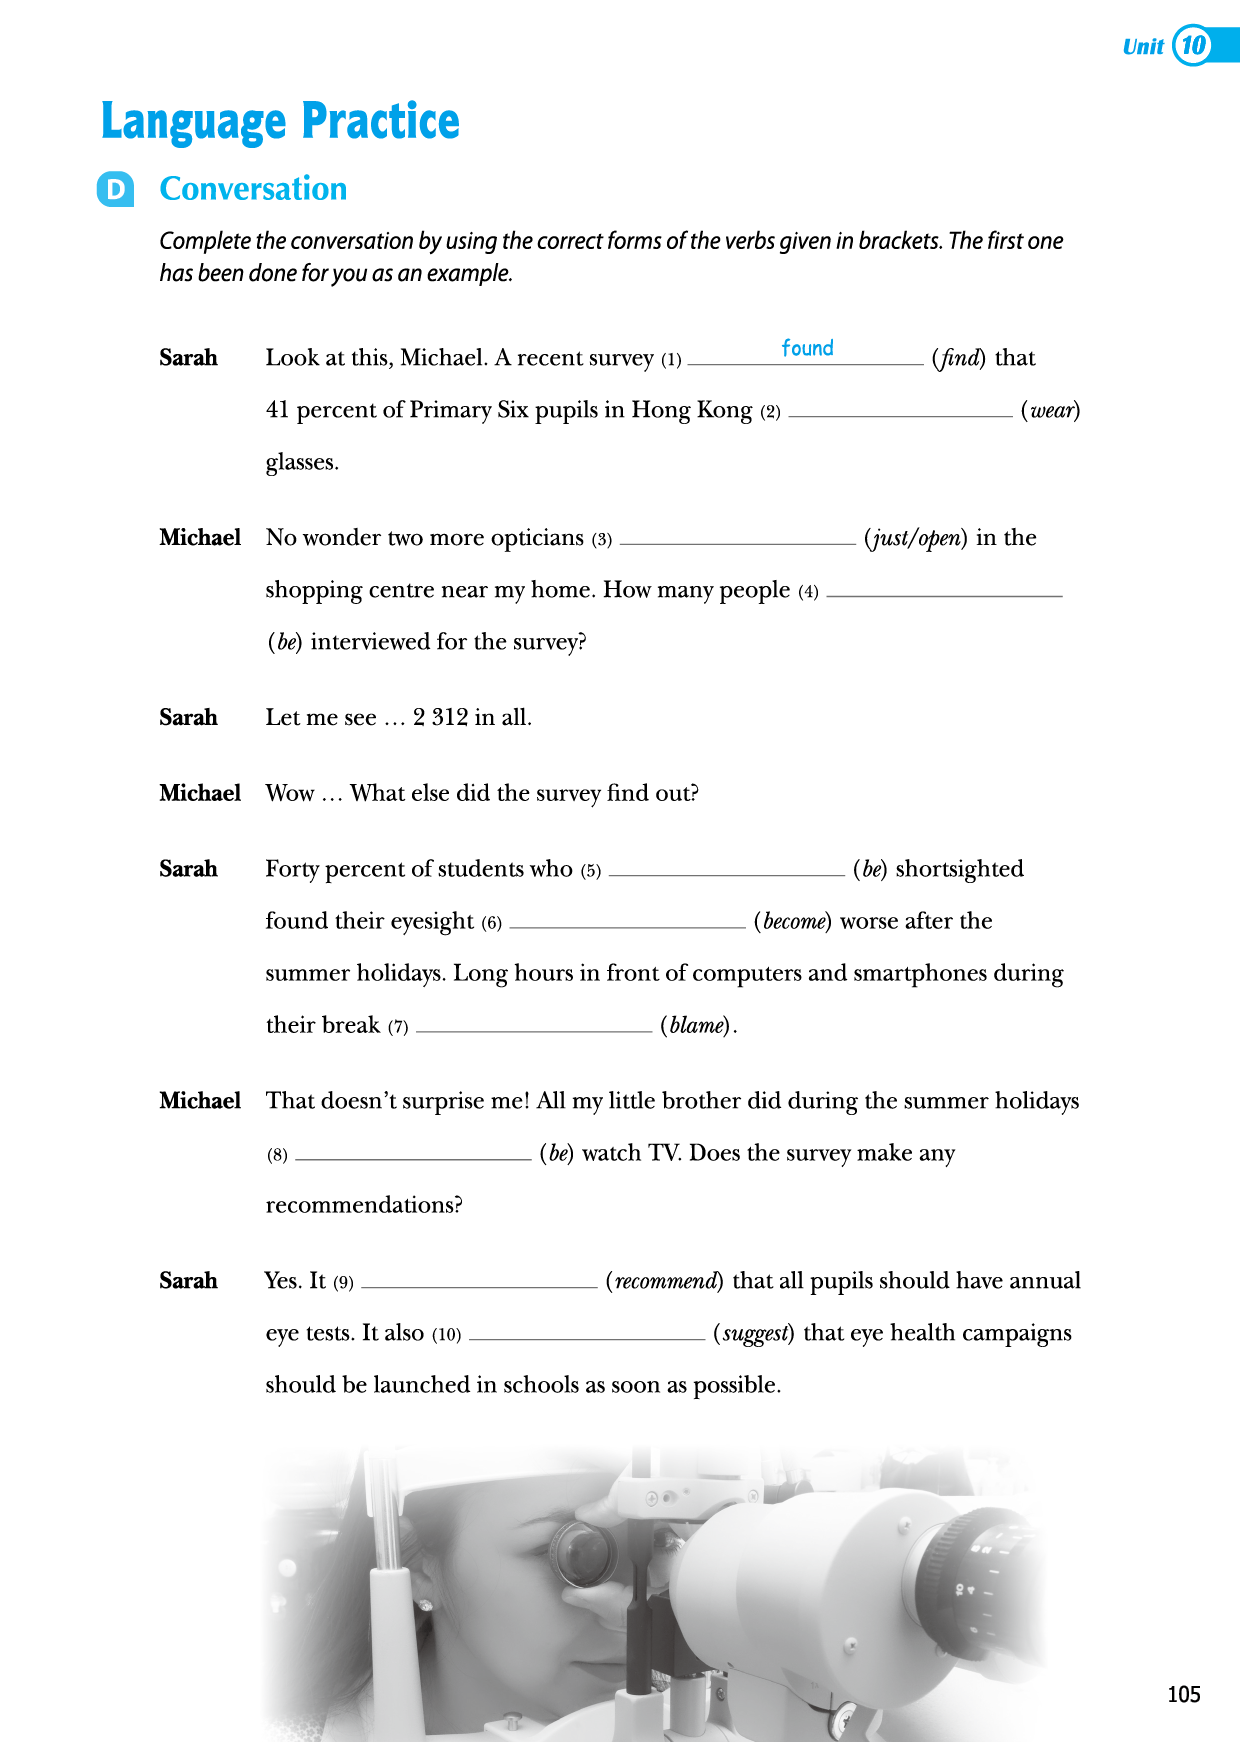 Unit 10
Language Practice
D Conversation
Complete the conversation by using the correct forms of the verbs given in brackets. The first one
has been done for you as an example.
Sarah Look at this, Michael. A recent survey (1) found (find) that
41 percent of Primary Six pupils in Hong Kong (2) (wear)
glasses.
Michael No wonder two more opticians (3) (just/open) in the
shopping centre near my home. How many people (4)
(be) interviewed for the survey?
Sarah Let me see … 2 312 in all.
Michael Wow … What else did the survey find out?
Sarah Forty percent of students who (5) (be) shortsighted
found their eyesight (6) (become) worse after the
summer holidays. Long hours in front of computers and smartphones during
their break (7) (blame).
Michael That doesn't surprise me! All my little brother did during the summer holidays
(8) (be) watch TV. Does the survey make any
recommendations?
Sarah Yes. It (9) (recommend) that all pupils should have annual
eye tests. It also (10) (suggest) that eye health campaigns
should be launched in schools as soon as possible.
105